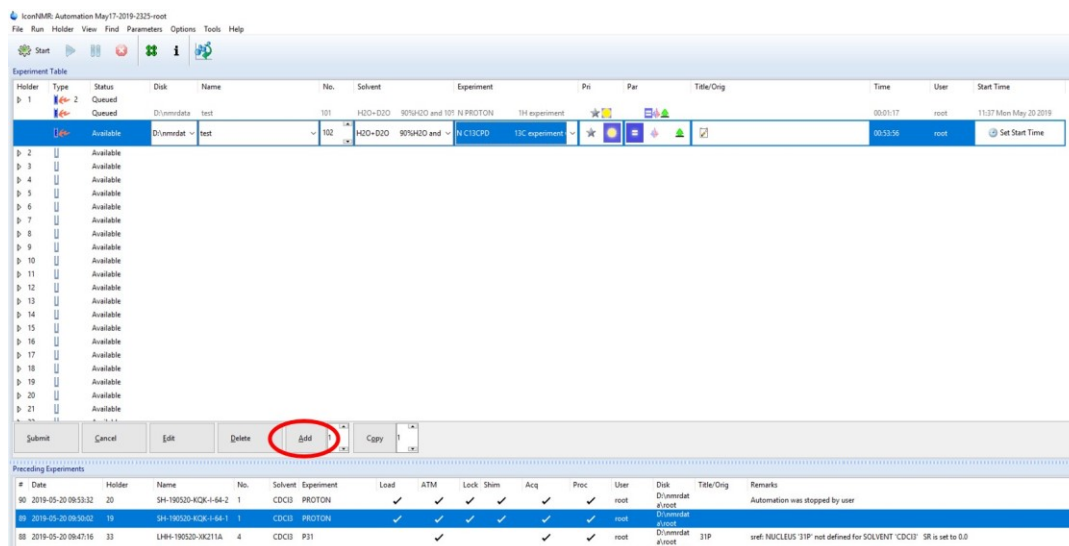 IconNMR: Automation May17-2019-2325-root
File Run Holder View Find Parameters Options Tools Help
Start
Experiment Table
Holder Type Status Disk Name No. Solvent Experiment Pri Par Title/Orig Time User Start Time
1 2 Queued
Queued D:\nmrdata test 101 H2O+D2O 90%H2O and 10% N PROTON 1H experiment 00:01:17 root 11:37 Mon May 20 2019
Available D:\nmrdat test 102 H2O+D2O 90%H2O and N C13CPD 13C experiment 00:53:56 root Set Start Time
2 Available
3 Available
4 Available
5 Available
6 Available
7 Available
8 Available
9 Available
10 Available
11 Available
12 Available
13 Available
14 Available
15 Available
16 Available
17 Available
18 Available
19 Available
20 Available
21 Available
Submit Cancel Edit Delete Add 1 Copy 1
Preceding Experiments
# Date Holder Name No. Solvent Experiment Load ATM Lock Shim Acq Proc User Disk Title/Orig Remarks
90 2019-05-20 09:53:32 20 SH-190520-KQK-I-64-2 1 CDCl3 PROTON root D:\nmrdat a\root Automation was stopped by user
89 2019-05-20 09:50:02 19 SH-190520-KQK-I-64-1 1 CDCl3 PROTON root D:\nmrdat a\root
88 2019-05-20 09:47:16 33 LHH-190520-XK211A 4 CDCl3 P31 root D:\nmrdat a\root 31P sref: NUCLEUS '31P' not defined for SOLVENT 'CDCl3' SR is set to 0.0